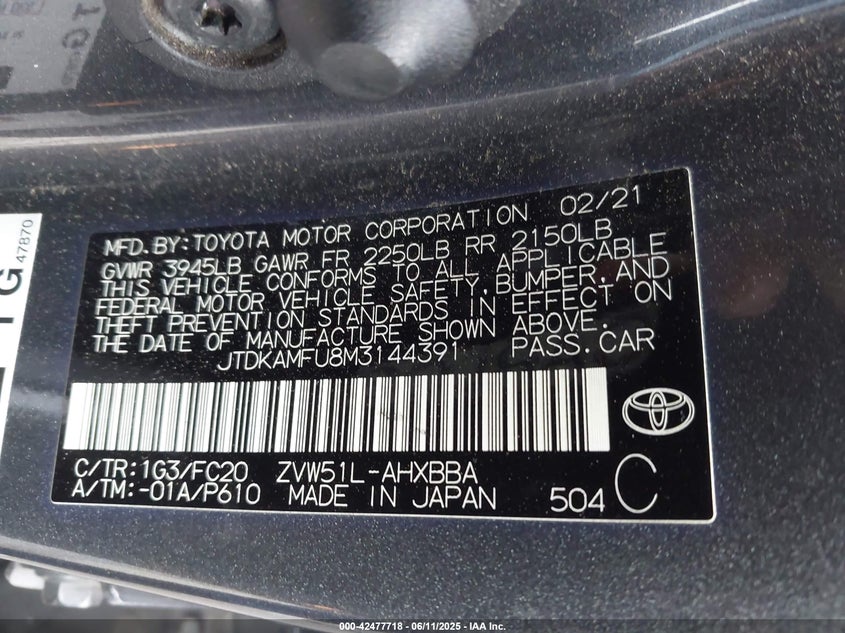 MFD. BY: TOYOTA MOTOR CORPORATION 02/21
GVWR 3945LB GAWR FR 2250LB RR 2150LB
THIS VEHICLE CONFORMS TO ALL APPLICABLE
FEDERAL MOTOR VEHICLE SAFETY, BUMPER, AND
THEFT PREVENTION STANDARDS IN EFFECT ON
THE DATE OF MANUFACTURE SHOWN ABOVE.
JTDKAMFU8M3144391 PASS. CAR
C/TR: 1G3/FC20 ZVW51L-AHXBBA
A/TM: -01A/P610 MADE IN JAPAN 504 C
1G
47870
000-42477718 - 06/11/2025 - IAA Inc.